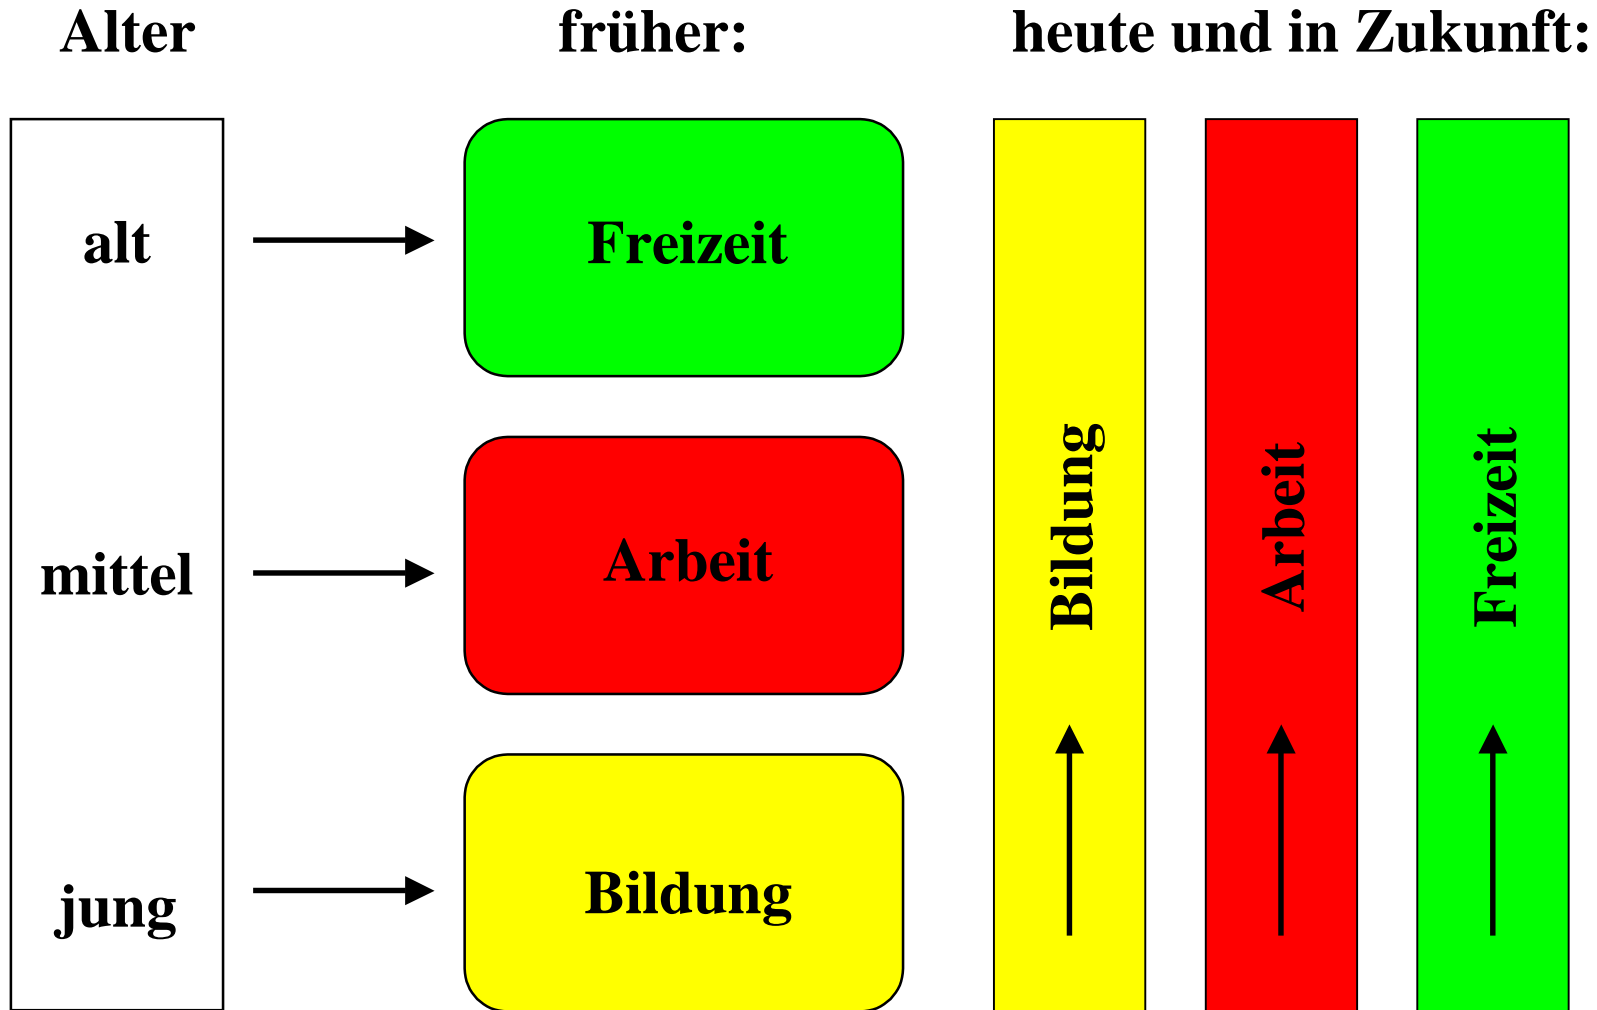 Alter früher: heute und in Zukunft:
alt Freizeit
mittel Arbeit
jung Bildung
Bildung
Arbeit
Freizeit